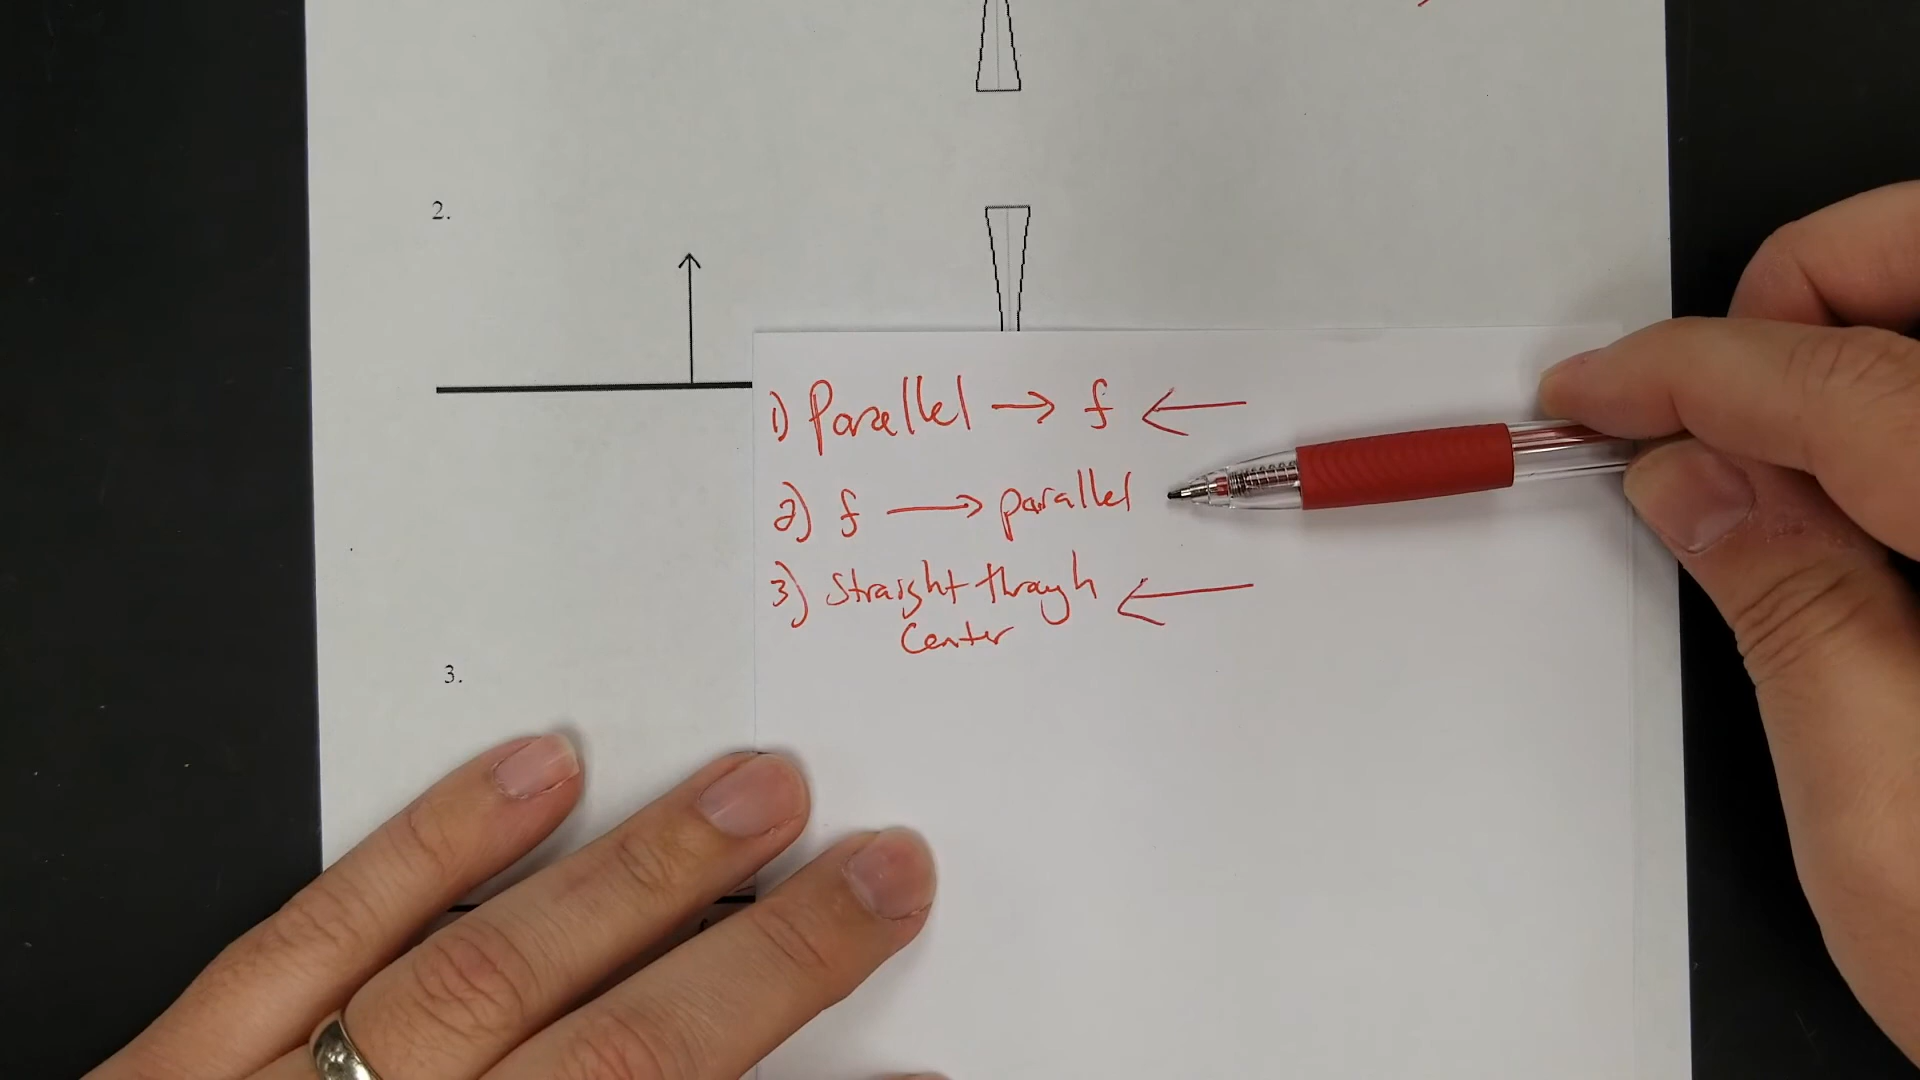 2.
1) Parallel → f ←
2) f → parallel
3) Straight through ←
Center
3.